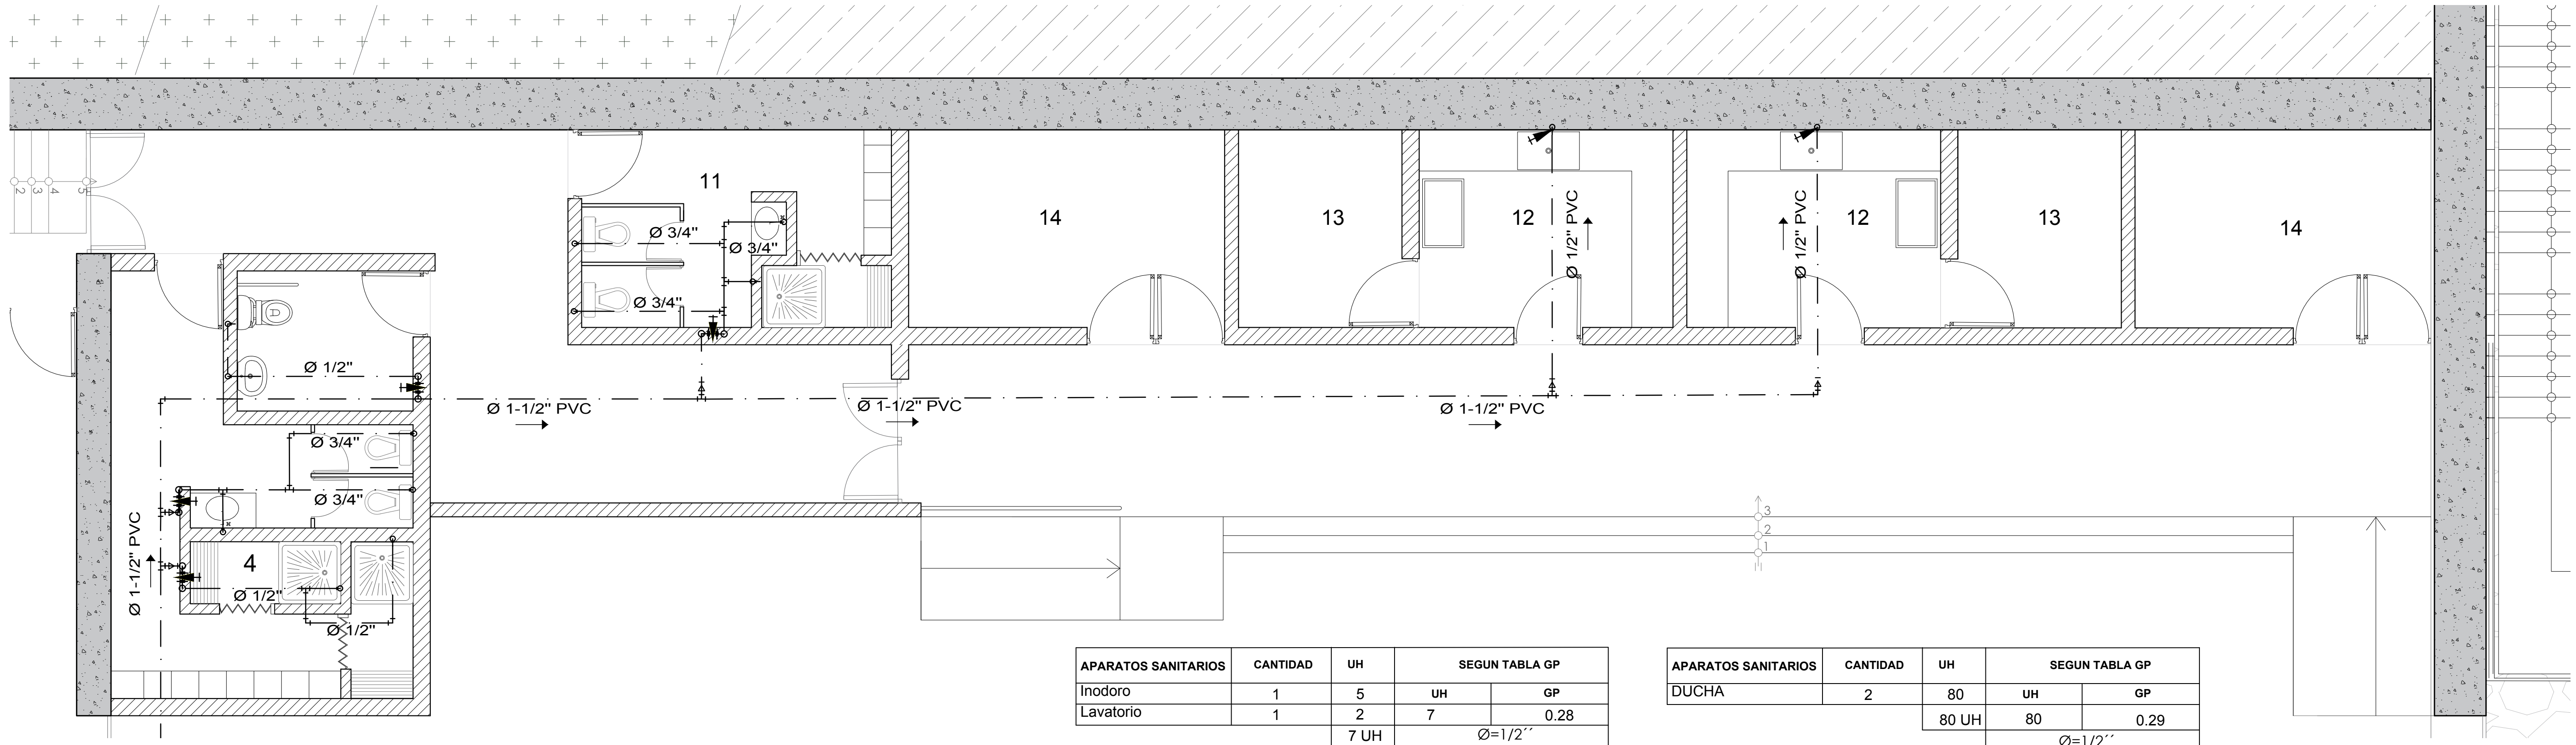 2
3
4
5
11
14
13
12
12
13
14
Ø 3/4"
Ø 3/4"
Ø 3/4"
Ø 1/2" PVC
Ø 1/2" PVC
Ø 1/2"
Ø 1-1/2" PVC
Ø 1-1/2" PVC
Ø 1-1/2" PVC
Ø 3/4"
Ø 3/4"
Ø 1-1/2" PVC
4
Ø 1/2"
Ø 1/2"
3
2
1
APARATOS SANITARIOS CANTIDAD UH SEGUN TABLA GP
Inodoro 1 5 UH GP
Lavatorio 1 2 7 0.28
7 UH Ø=1/2´´
APARATOS SANITARIOS CANTIDAD UH SEGUN TABLA GP
DUCHA 2 80 UH GP
80 UH 80 0.29
Ø=1/2´´